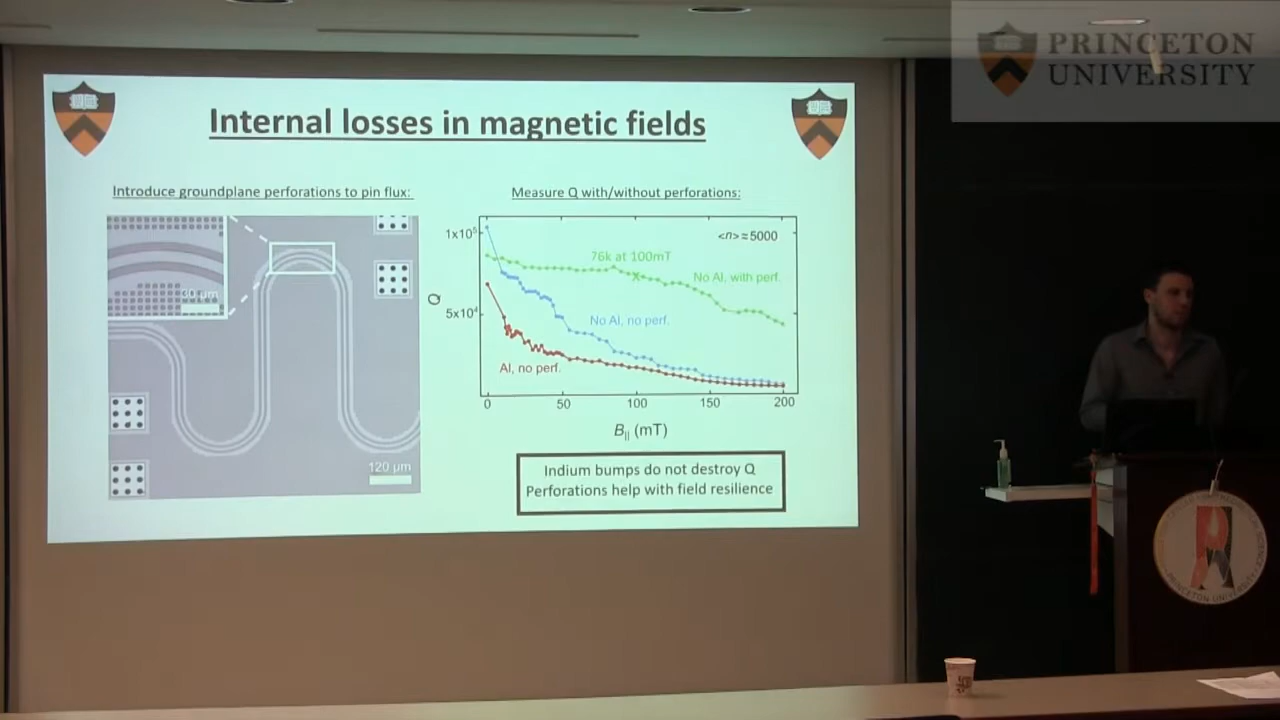 PRINCETON
UNIVERSITY
Internal losses in magnetic fields
Introduce groundplane perforations to pin flux:
Measure Q with/without perforations:
120 μm
1x10⁵
5x10⁴
Q
<n> ≈ 5000
76k at 100mT
No Al, with perf.
No Al, no perf.
Al, no perf.
0
50
100
150
200
B|| (mT)
Indium bumps do not destroy Q
Perforations help with field resilience
PRINCETON UNIVERSITY